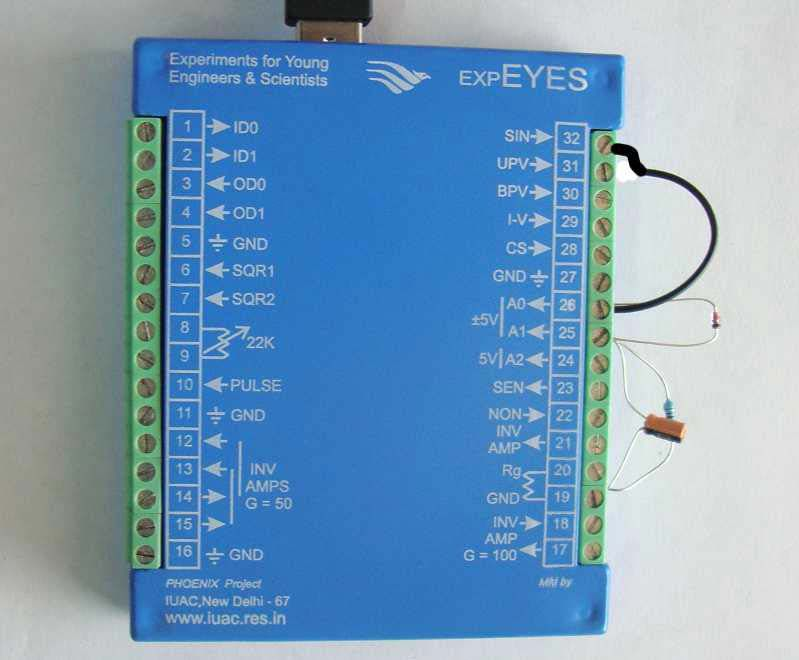 Experiments for Young
Engineers & Scientists
EXPEYES
1 ID0
2 ID1
3 OD0
4 OD1
5 GND
6 SQR1
7 SQR2
8
22K
9
10 PULSE
11 GND
12
13 INV
AMPS
14
G = 50
15
16 GND
SIN 32
UPV 31
BPV 30
I-V 29
CS 28
GND 27
A0 26
±5V
A1 25
5V A2 24
SEN 23
NON 22
INV
AMP 21
Rg 20
GND 19
INV 18
AMP
G = 100 17
PHOENIX Project
IUAC,New Delhi - 67
www.iuac.res.in
Mfd by